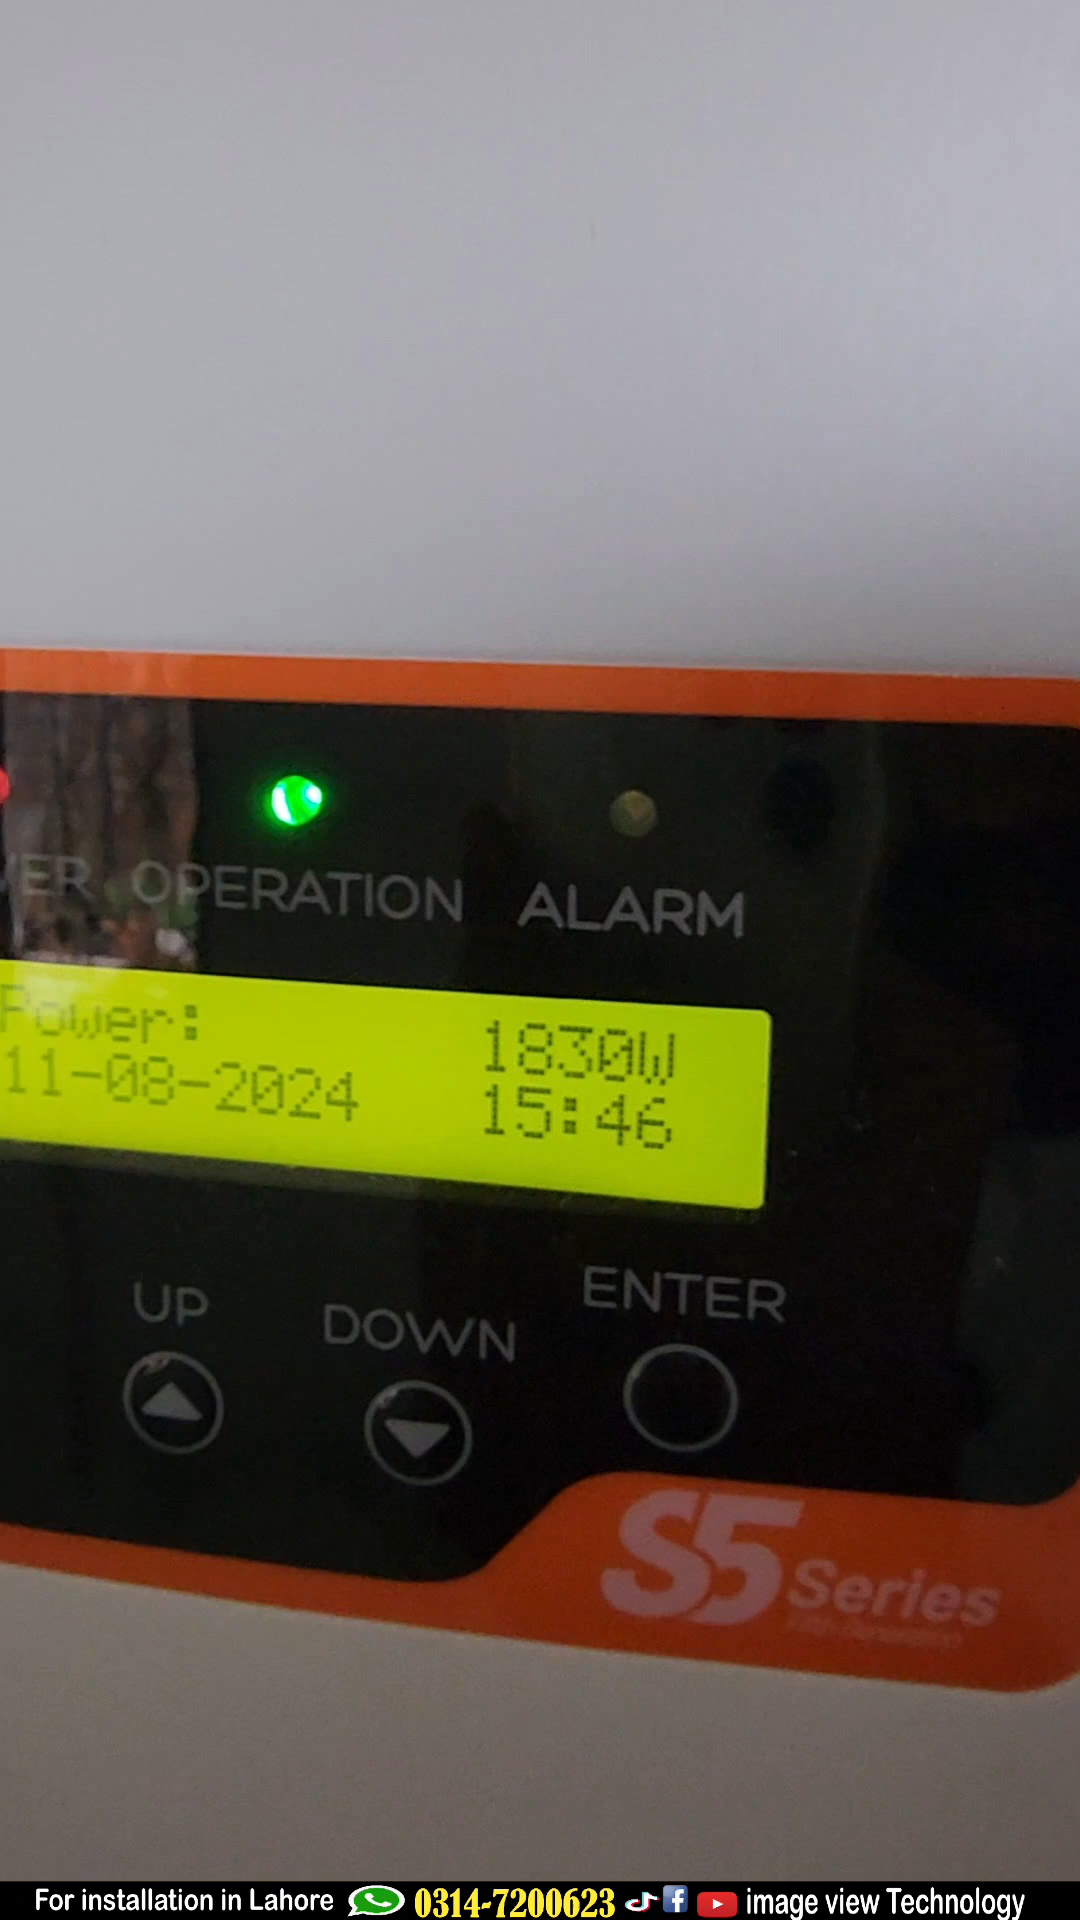 WER OPERATION ALARM
Power: 1830W
11-08-2024 15:46
UP DOWN ENTER
S5 Series
For installation in Lahore 0314-7200623 image view Technology